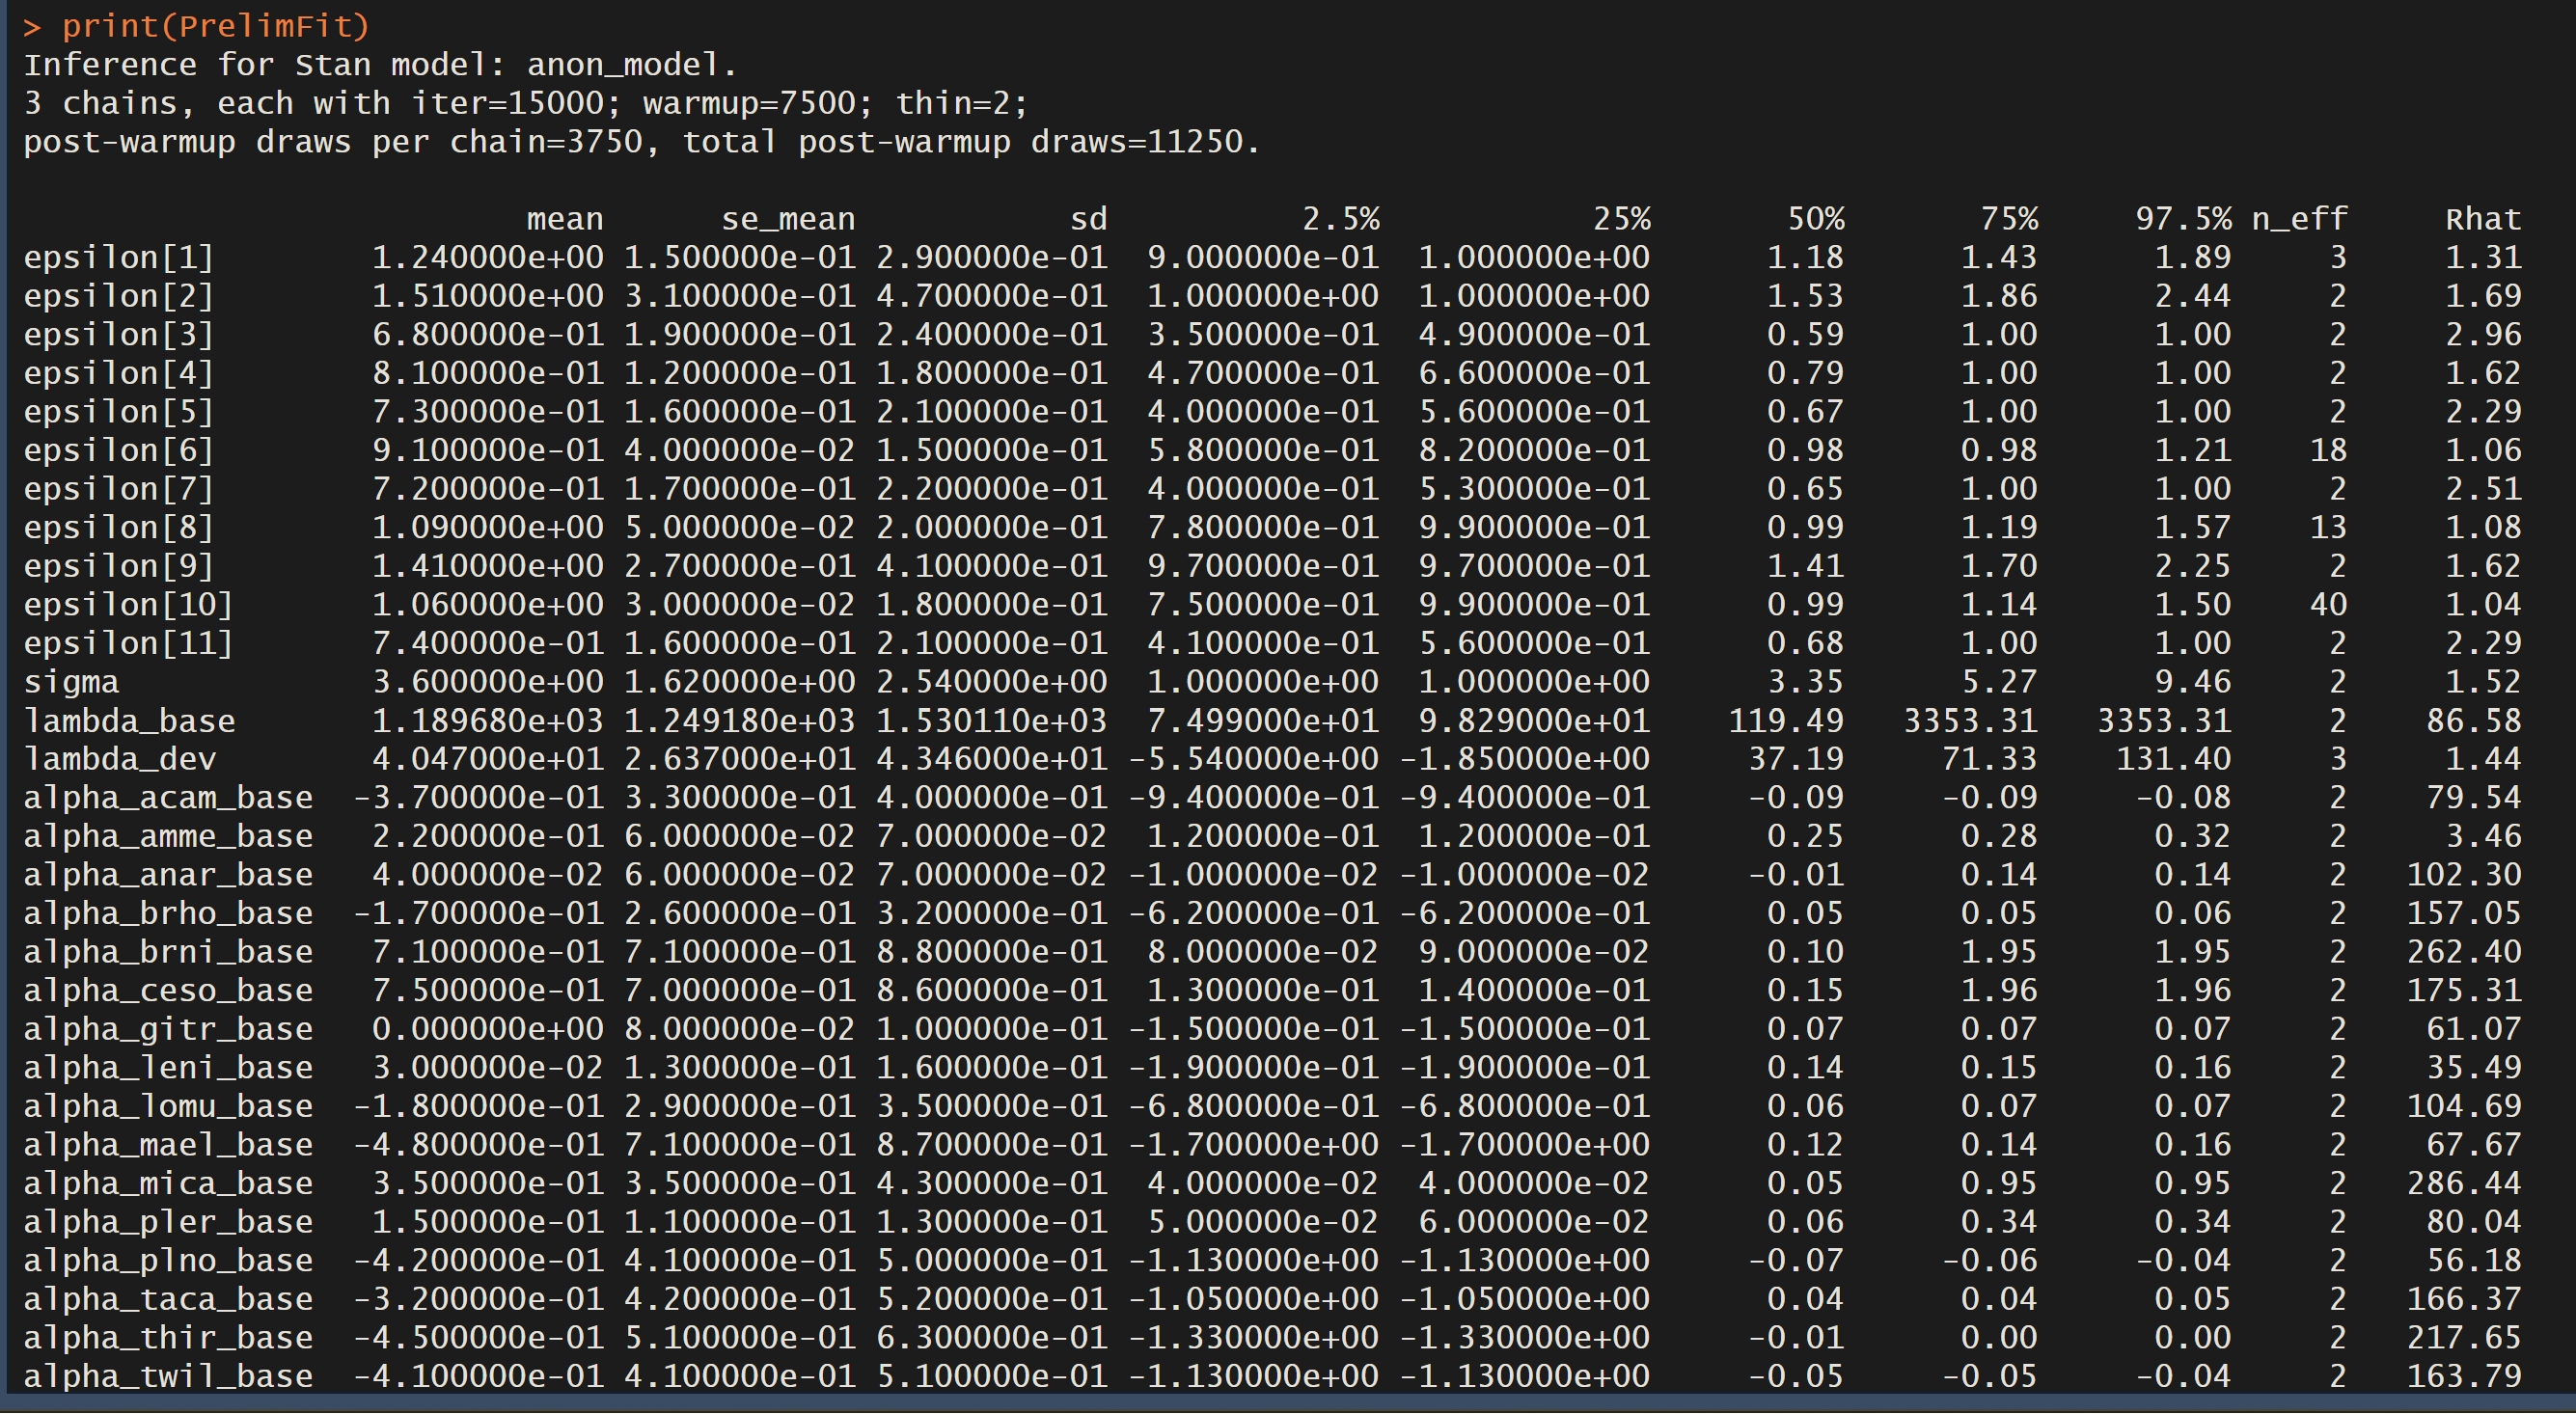 > print(PrelimFit)
Inference for Stan model: anon_model.
3 chains, each with iter=15000; warmup=7500; thin=2;
post-warmup draws per chain=3750, total post-warmup draws=11250.
mean se_mean sd 2.5% 25% 50% 75% 97.5% n_eff Rhat
epsilon[1] 1.240000e+00 1.500000e-01 2.900000e-01 9.000000e-01 1.000000e+00 1.18 1.43 1.89 3 1.31
epsilon[2] 1.510000e+00 3.100000e-01 4.700000e-01 1.000000e+00 1.000000e+00 1.53 1.86 2.44 2 1.69
epsilon[3] 6.800000e-01 1.900000e-01 2.400000e-01 3.500000e-01 4.900000e-01 0.59 1.00 1.00 2 2.96
epsilon[4] 8.100000e-01 1.200000e-01 1.800000e-01 4.700000e-01 6.600000e-01 0.79 1.00 1.00 2 1.62
epsilon[5] 7.300000e-01 1.600000e-01 2.100000e-01 4.000000e-01 5.600000e-01 0.67 1.00 1.00 2 2.29
epsilon[6] 9.100000e-01 4.000000e-02 1.500000e-01 5.800000e-01 8.200000e-01 0.98 0.98 1.21 18 1.06
epsilon[7] 7.200000e-01 1.700000e-01 2.200000e-01 4.000000e-01 5.300000e-01 0.65 1.00 1.00 2 2.51
epsilon[8] 1.090000e+00 5.000000e-02 2.000000e-01 7.800000e-01 9.900000e-01 0.99 1.19 1.57 13 1.08
epsilon[9] 1.410000e+00 2.700000e-01 4.100000e-01 9.700000e-01 9.700000e-01 1.41 1.70 2.25 2 1.62
epsilon[10] 1.060000e+00 3.000000e-02 1.800000e-01 7.500000e-01 9.900000e-01 0.99 1.14 1.50 40 1.04
epsilon[11] 7.400000e-01 1.600000e-01 2.100000e-01 4.100000e-01 5.600000e-01 0.68 1.00 1.00 2 2.29
sigma 3.600000e+00 1.620000e+00 2.540000e+00 1.000000e+00 1.000000e+00 3.35 5.27 9.46 2 1.52
lambda_base 1.189680e+03 1.249180e+03 1.530110e+03 7.499000e+01 9.829000e+01 119.49 3353.31 3353.31 2 86.58
lambda_dev 4.047000e+01 2.637000e+01 4.346000e+01 -5.540000e+00 -1.850000e+00 37.19 71.33 131.40 3 1.44
alpha_acam_base -3.700000e-01 3.300000e-01 4.000000e-01 -9.400000e-01 -9.400000e-01 -0.09 -0.09 -0.08 2 79.54
alpha_amme_base 2.200000e-01 6.000000e-02 7.000000e-02 1.200000e-01 1.200000e-01 0.25 0.28 0.32 2 3.46
alpha_anar_base 4.000000e-02 6.000000e-02 7.000000e-02 -1.000000e-02 -1.000000e-02 -0.01 0.14 0.14 2 102.30
alpha_brho_base -1.700000e-01 2.600000e-01 3.200000e-01 -6.200000e-01 -6.200000e-01 0.05 0.05 0.06 2 157.05
alpha_brni_base 7.100000e-01 7.100000e-01 8.800000e-01 8.000000e-02 9.000000e-02 0.10 1.95 1.95 2 262.40
alpha_ceso_base 7.500000e-01 7.000000e-01 8.600000e-01 1.300000e-01 1.400000e-01 0.15 1.96 1.96 2 175.31
alpha_gitr_base 0.000000e+00 8.000000e-02 1.000000e-01 -1.500000e-01 -1.500000e-01 0.07 0.07 0.07 2 61.07
alpha_leni_base 3.000000e-02 1.300000e-01 1.600000e-01 -1.900000e-01 -1.900000e-01 0.14 0.15 0.16 2 35.49
alpha_lomu_base -1.800000e-01 2.900000e-01 3.500000e-01 -6.800000e-01 -6.800000e-01 0.06 0.07 0.07 2 104.69
alpha_mael_base -4.800000e-01 7.100000e-01 8.700000e-01 -1.700000e+00 -1.700000e+00 0.12 0.14 0.16 2 67.67
alpha_mica_base 3.500000e-01 3.500000e-01 4.300000e-01 4.000000e-02 4.000000e-02 0.05 0.95 0.95 2 286.44
alpha_pler_base 1.500000e-01 1.100000e-01 1.300000e-01 5.000000e-02 6.000000e-02 0.06 0.34 0.34 2 80.04
alpha_plno_base -4.200000e-01 4.100000e-01 5.000000e-01 -1.130000e+00 -1.130000e+00 -0.07 -0.06 -0.04 2 56.18
alpha_taca_base -3.200000e-01 4.200000e-01 5.200000e-01 -1.050000e+00 -1.050000e+00 0.04 0.04 0.05 2 166.37
alpha_thir_base -4.500000e-01 5.100000e-01 6.300000e-01 -1.330000e+00 -1.330000e+00 -0.01 0.00 0.00 2 217.65
alpha_twil_base -4.100000e-01 4.100000e-01 5.100000e-01 -1.130000e+00 -1.130000e+00 -0.05 -0.05 -0.04 2 163.79